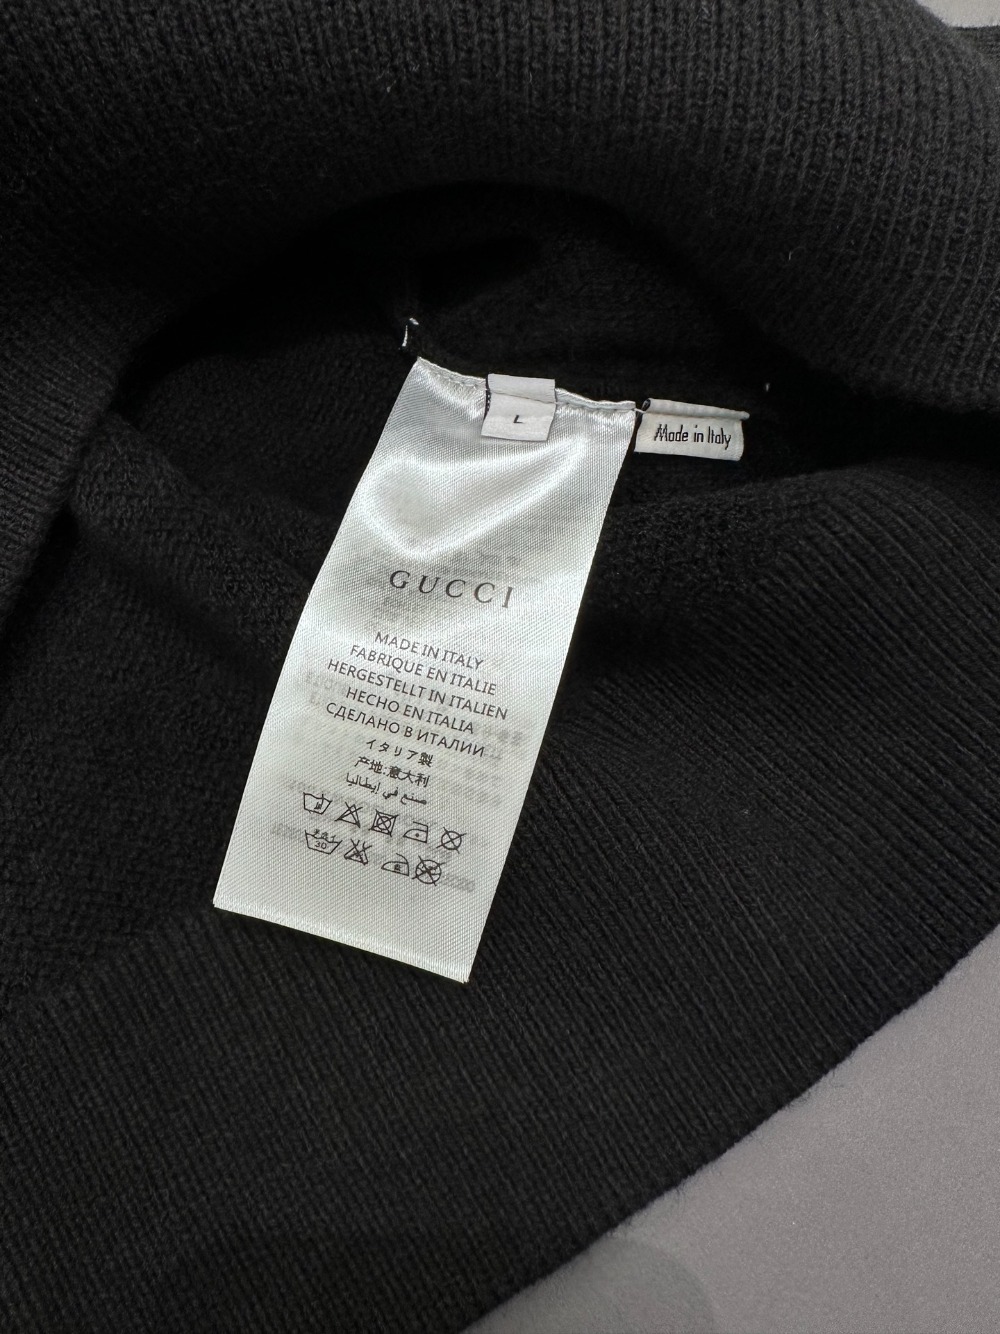 L
Made in Italy
GUCCI
MADE IN ITALY
FABRIQUE EN ITALIE
HERGESTELLT IN ITALIEN
HECHO EN ITALIA
СДЕЛАНО В ИТАЛИИ
イタリア製
产地:意大利
صنع في إيطاليا
30